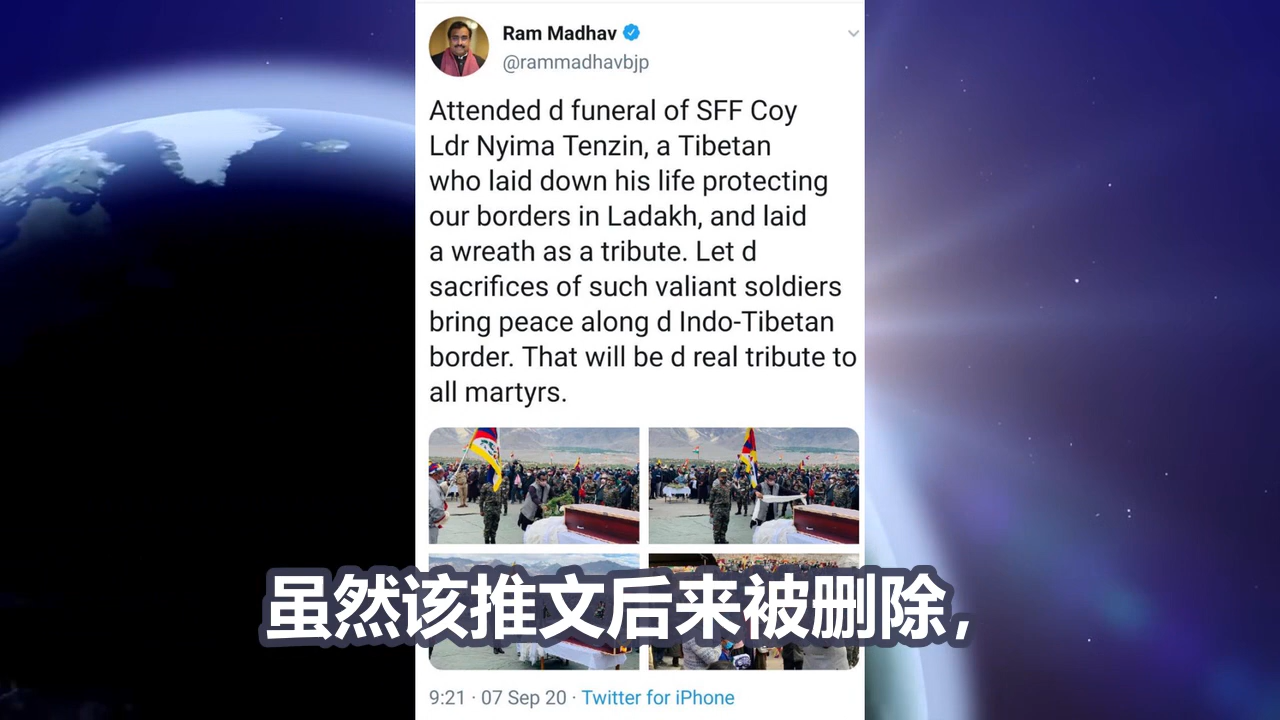 Ram Madhav
@rammadhavbjp
Attended d funeral of SFF Coy
Ldr Nyima Tenzin, a Tibetan
who laid down his life protecting
our borders in Ladakh, and laid
a wreath as a tribute. Let d
sacrifices of such valiant soldiers
bring peace along d Indo-Tibetan
border. That will be d real tribute to
all martyrs.
虽然该推文后来被删除，
9:21 · 07 Sep 20 · Twitter for iPhone